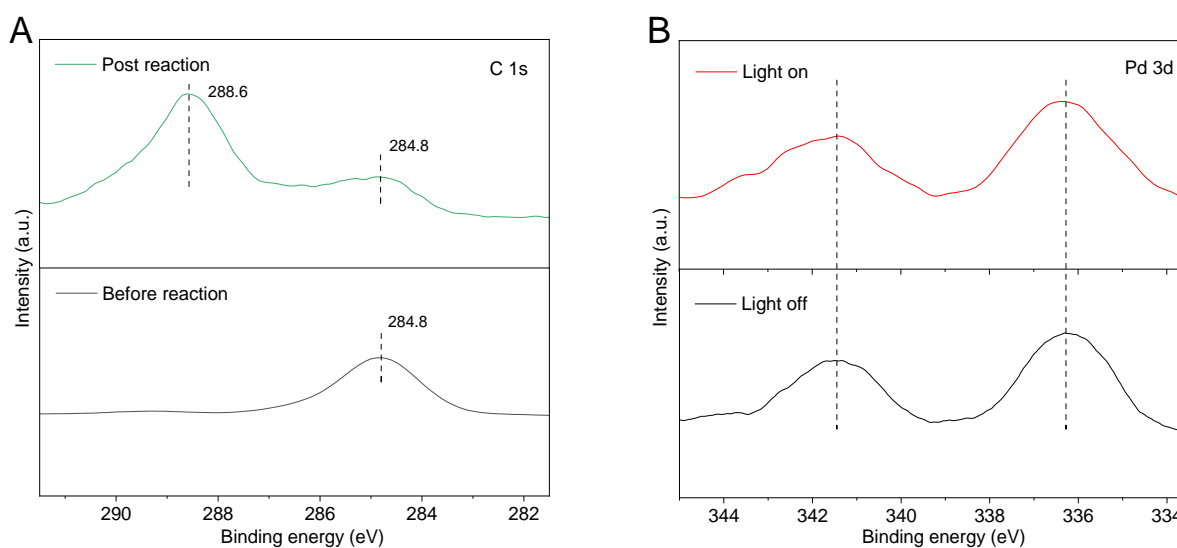 A
Post reaction
C 1s
288.6
284.8
Before reaction
284.8
Intensity (a.u.)
290 288 286 284 282
Binding energy (eV)
B
Light on
Pd 3d
Light off
Intensity (a.u.)
344 342 340 338 336 334
Binding energy (eV)